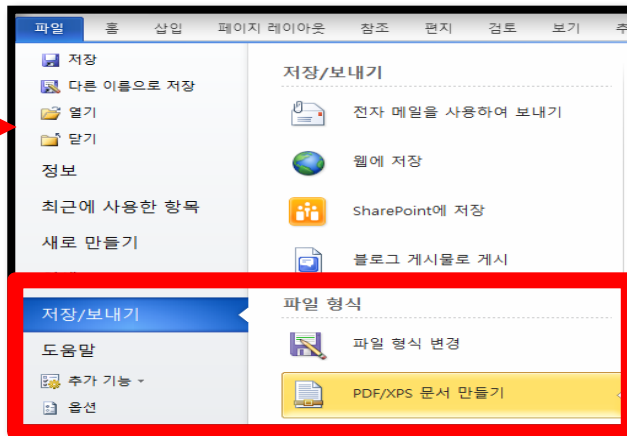 파일 홈 삽입 페이지 레이아웃 참조 편지 검토 보기
저장
다른 이름으로 저장
열기
닫기
정보
최근에 사용한 항목
새로 만들기
저장/보내기
도움말
추가 기능
옵션
저장/보내기
전자 메일을 사용하여 보내기
웹에 저장
SharePoint에 저장
블로그 게시물로 게시
파일 형식
파일 형식 변경
PDF/XPS 문서 만들기